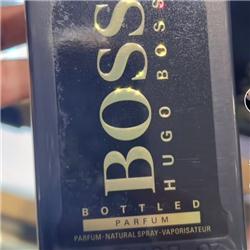 BOSS
HUGO BOSS
BOTTLED
PARFUM
PARFUM-NATURAL SPRAY-VAPORISATEUR